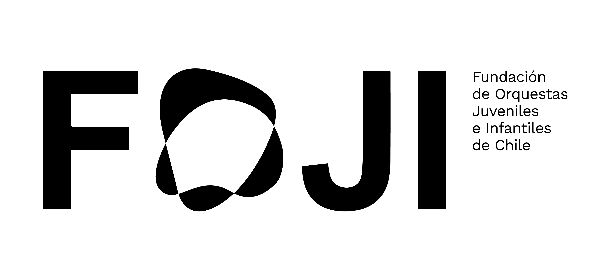 FOJI
Fundación
de Orquestas
Juveniles
e Infantiles
de Chile